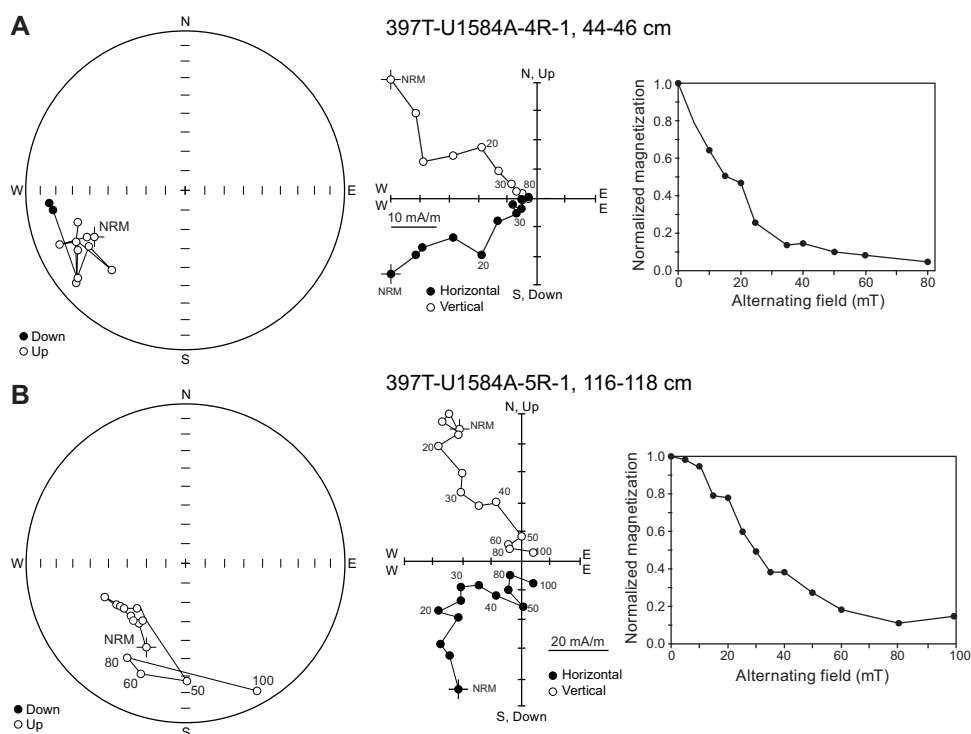 A
397T-U1584A-4R-1, 44-46 cm
N
W
E
S
NRM
Down
Up
N, Up
NRM
20
30
80
W
E
W
E
10 mA/m
30
20
NRM
S, Down
Horizontal
Vertical
Normalized magnetization
1.0
0.8
0.6
0.4
0.2
0.0
0
20
40
60
80
Alternating field (mT)
B
397T-U1584A-5R-1, 116-118 cm
N
W
E
S
NRM
80
60
50
100
Down
Up
N, Up
NRM
20
30
40
50
60
80
100
W
E
W
E
30
80
100
20
40
50
20 mA/m
NRM
Horizontal
Vertical
S, Down
Normalized magnetization
1.0
0.8
0.6
0.4
0.2
0.0
0
20
40
60
80
100
Alternating field (mT)